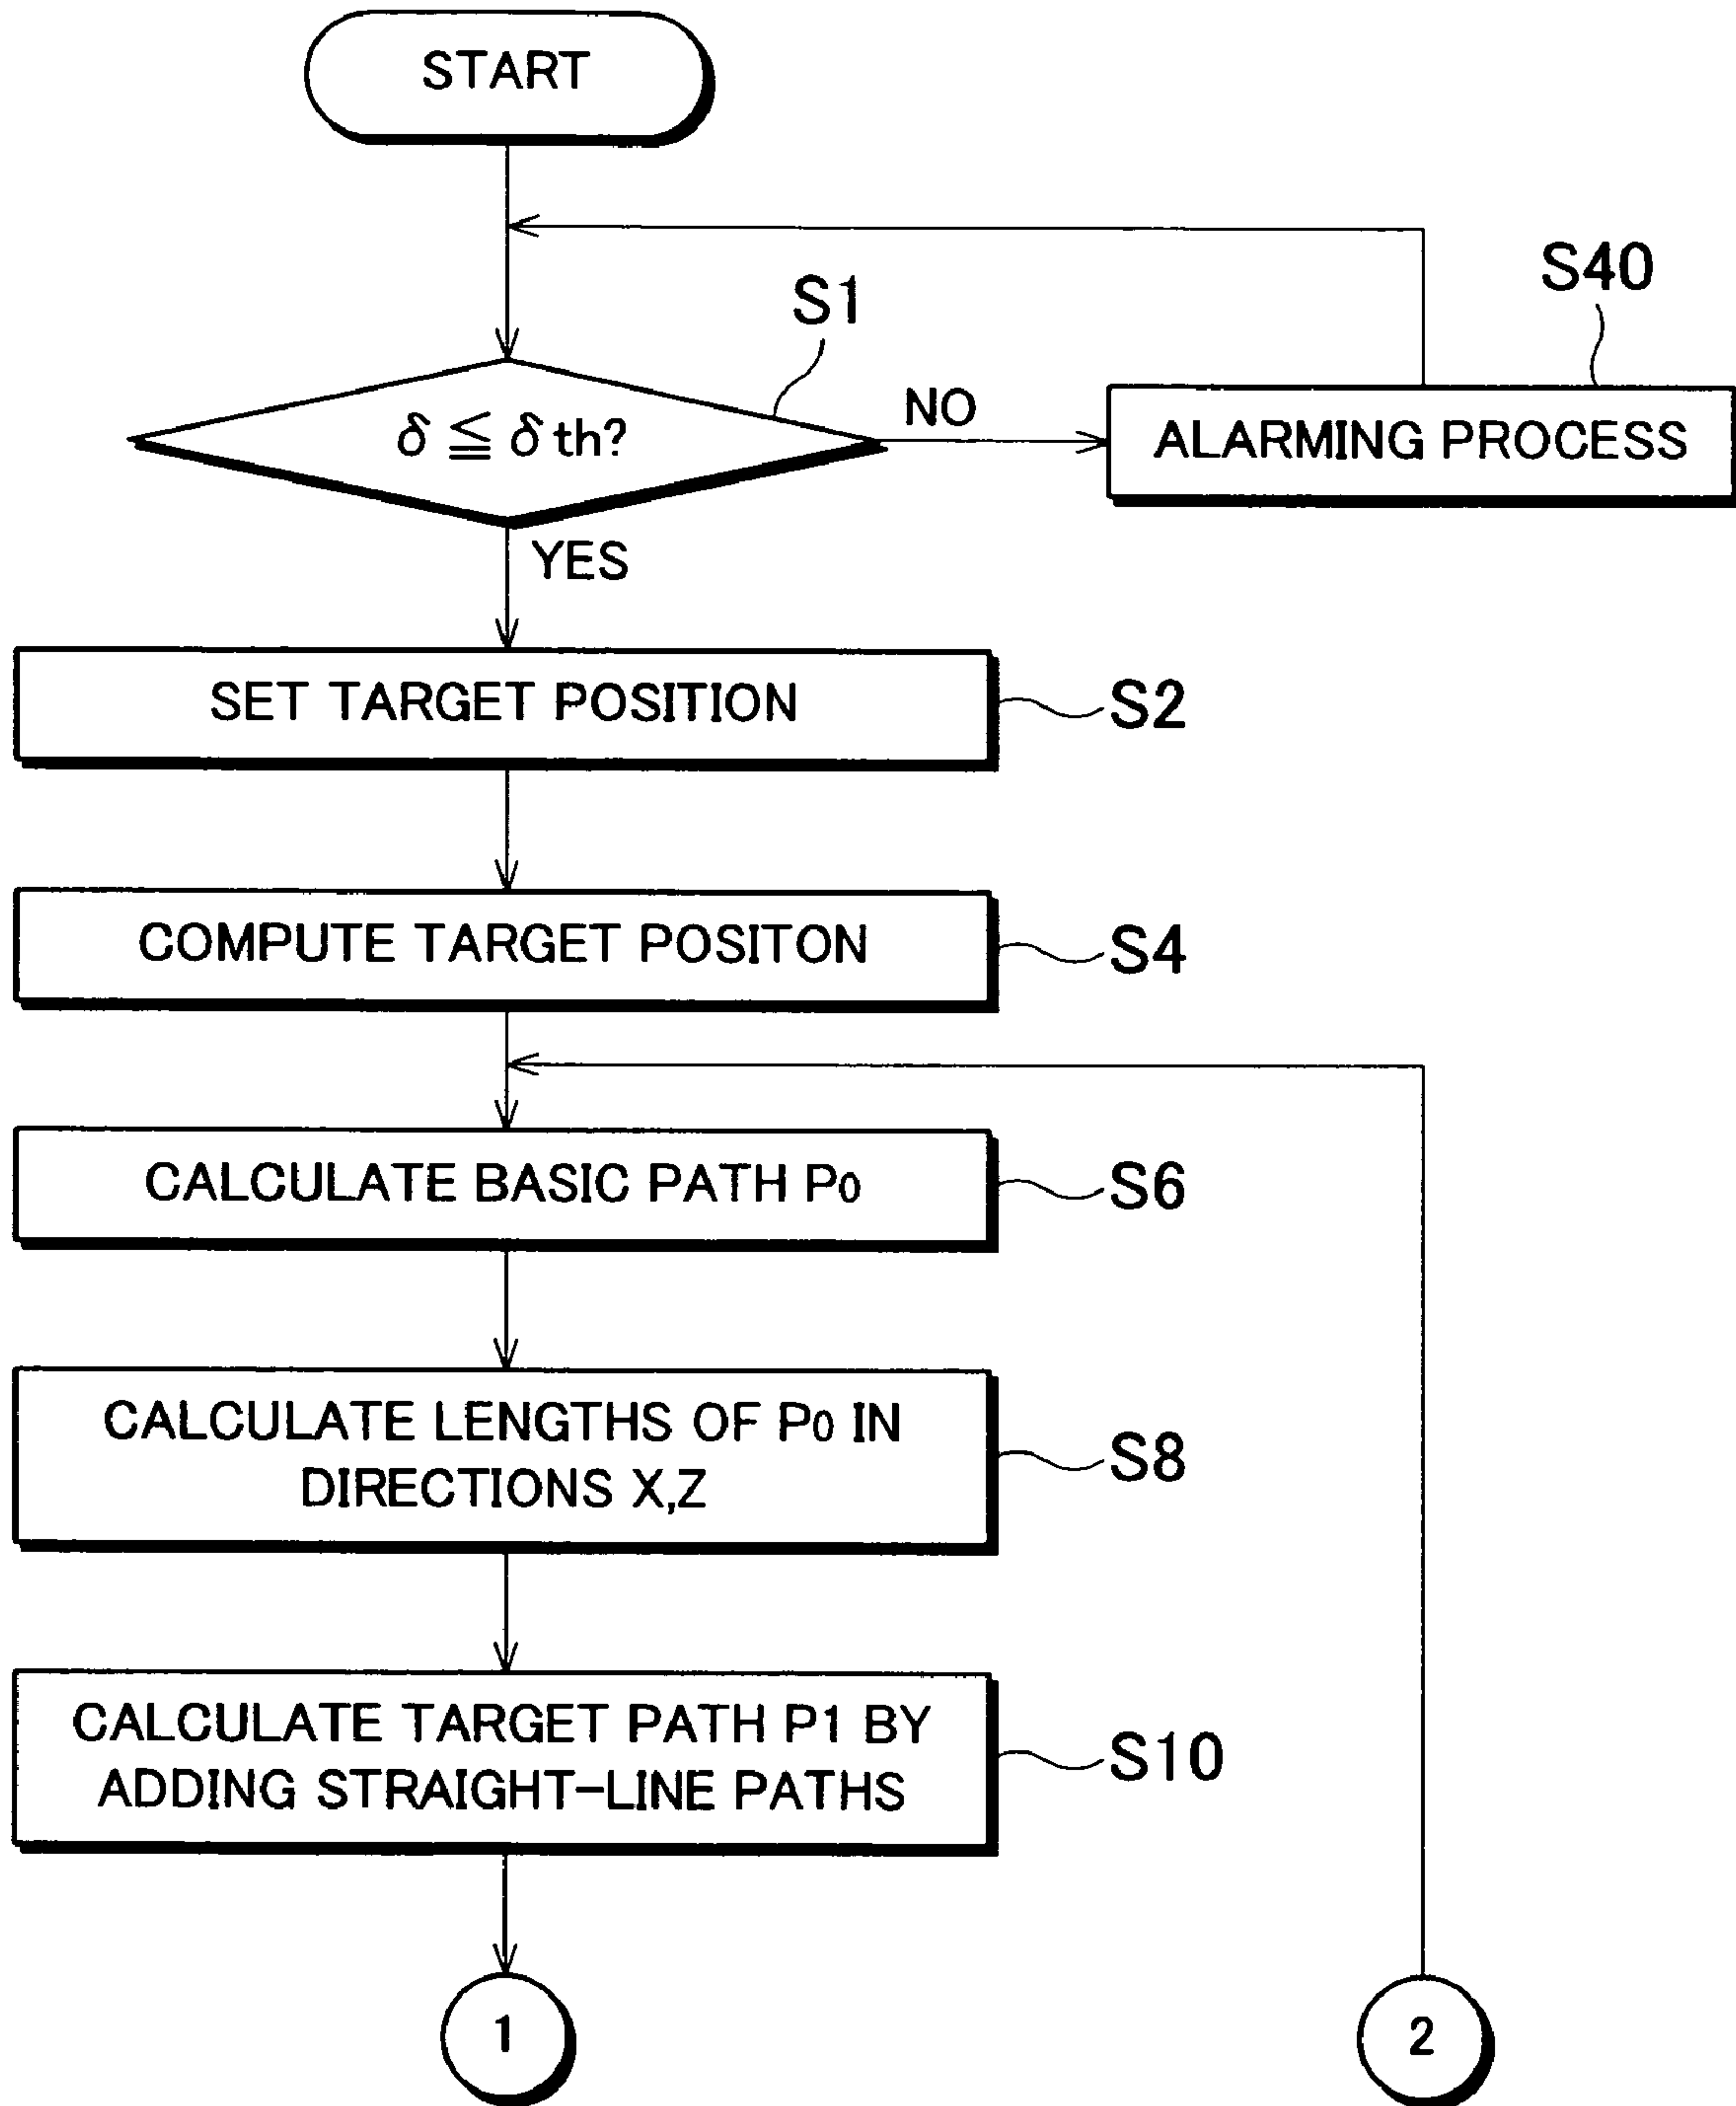 START
S1
S40
δ ≦ δ th?
NO
ALARMING PROCESS
YES
SET TARGET POSITION
S2
COMPUTE TARGET POSITON
S4
CALCULATE BASIC PATH P0
S6
CALCULATE LENGTHS OF P0 IN
DIRECTIONS X,Z
S8
CALCULATE TARGET PATH P1 BY
ADDING STRAIGHT-LINE PATHS
S10
1
2